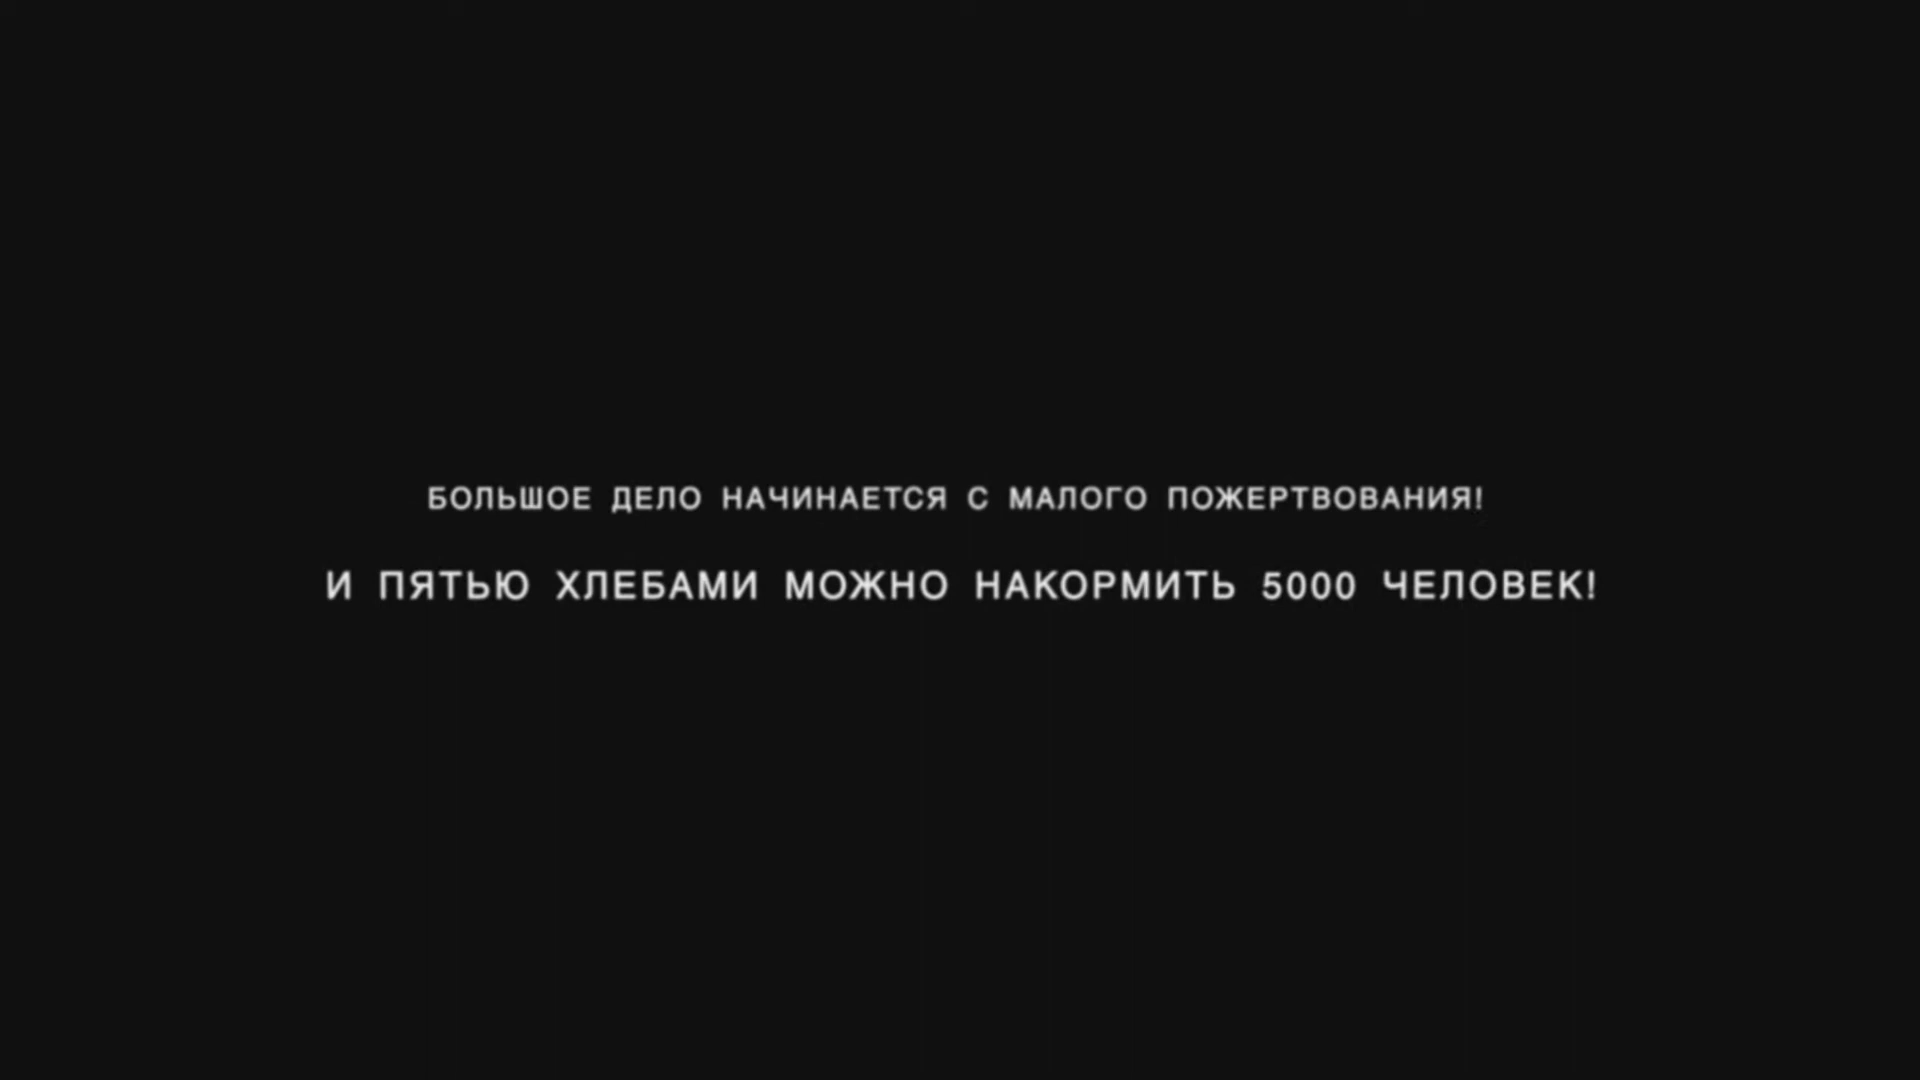 БОЛЬШОЕ ДЕЛО НАЧИНАЕТСЯ С МАЛОГО ПОЖЕРТВОВАНИЯ!
И ПЯТЬЮ ХЛЕБАМИ МОЖНО НАКОРМИТЬ 5000 ЧЕЛОВЕК!